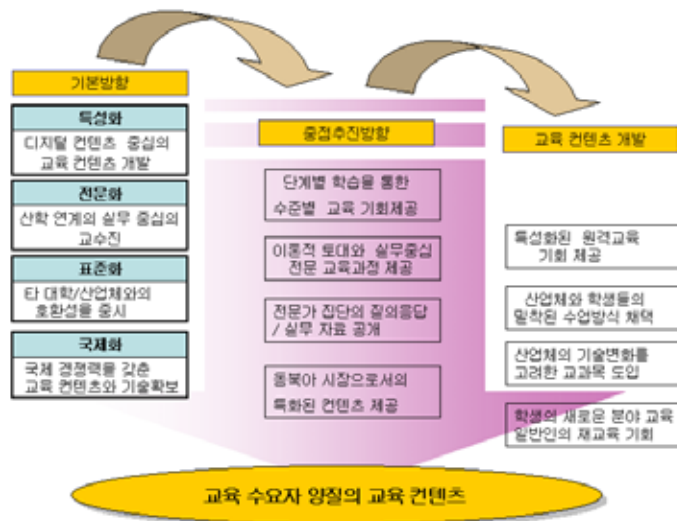 기본방향
특성화
디지털 컨텐츠 중심의
교육 컨텐츠 개발
전문화
산학 연계의 실무 중심의
교수진
표준화
타 대학/산업체와의
호환성을 중시
국제화
국제 경쟁력을 갖춘
교육 컨텐츠와 기술확보
중점추진방향
단계별 학습을 통한
수준별 교육 기회제공
이론적 토대와 실무중심
전문 교육과정 제공
전문가 집단의 질의응답
/ 실무 자료 공개
동북아 시장으로서의
특화된 컨텐츠 제공
교육 컨텐츠 개발
특성화된 원격교육
기회 제공
산업체와 학생들의
밀착된 수업방식 채택
산업체의 기술변화를
고려한 교과목 도입
학생의 새로운 분야 교육
일반인의 재교육 기회
교육 수요자 양질의 교육 컨텐츠